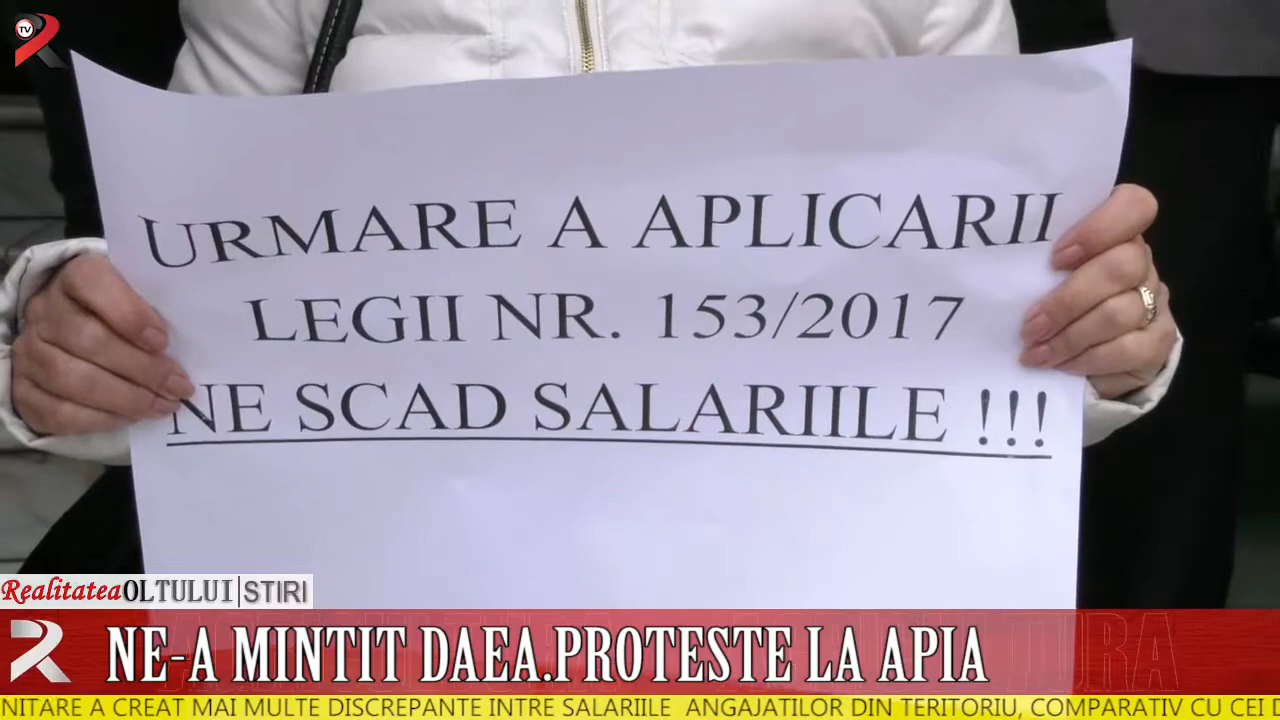 TV
URMARE A APLICARII
LEGII NR. 153/2017
NE SCAD SALARIILE !!!
RealitateaOLTULUI|STIRI
NE-A MINTIT DAEA.PROTESTE LA APIA
NITARE A CREAT MAI MULTE DISCREPANTE INTRE SALARIILE ANGAJATILOR DIN TERITORIU, COMPARATIV CU CEI